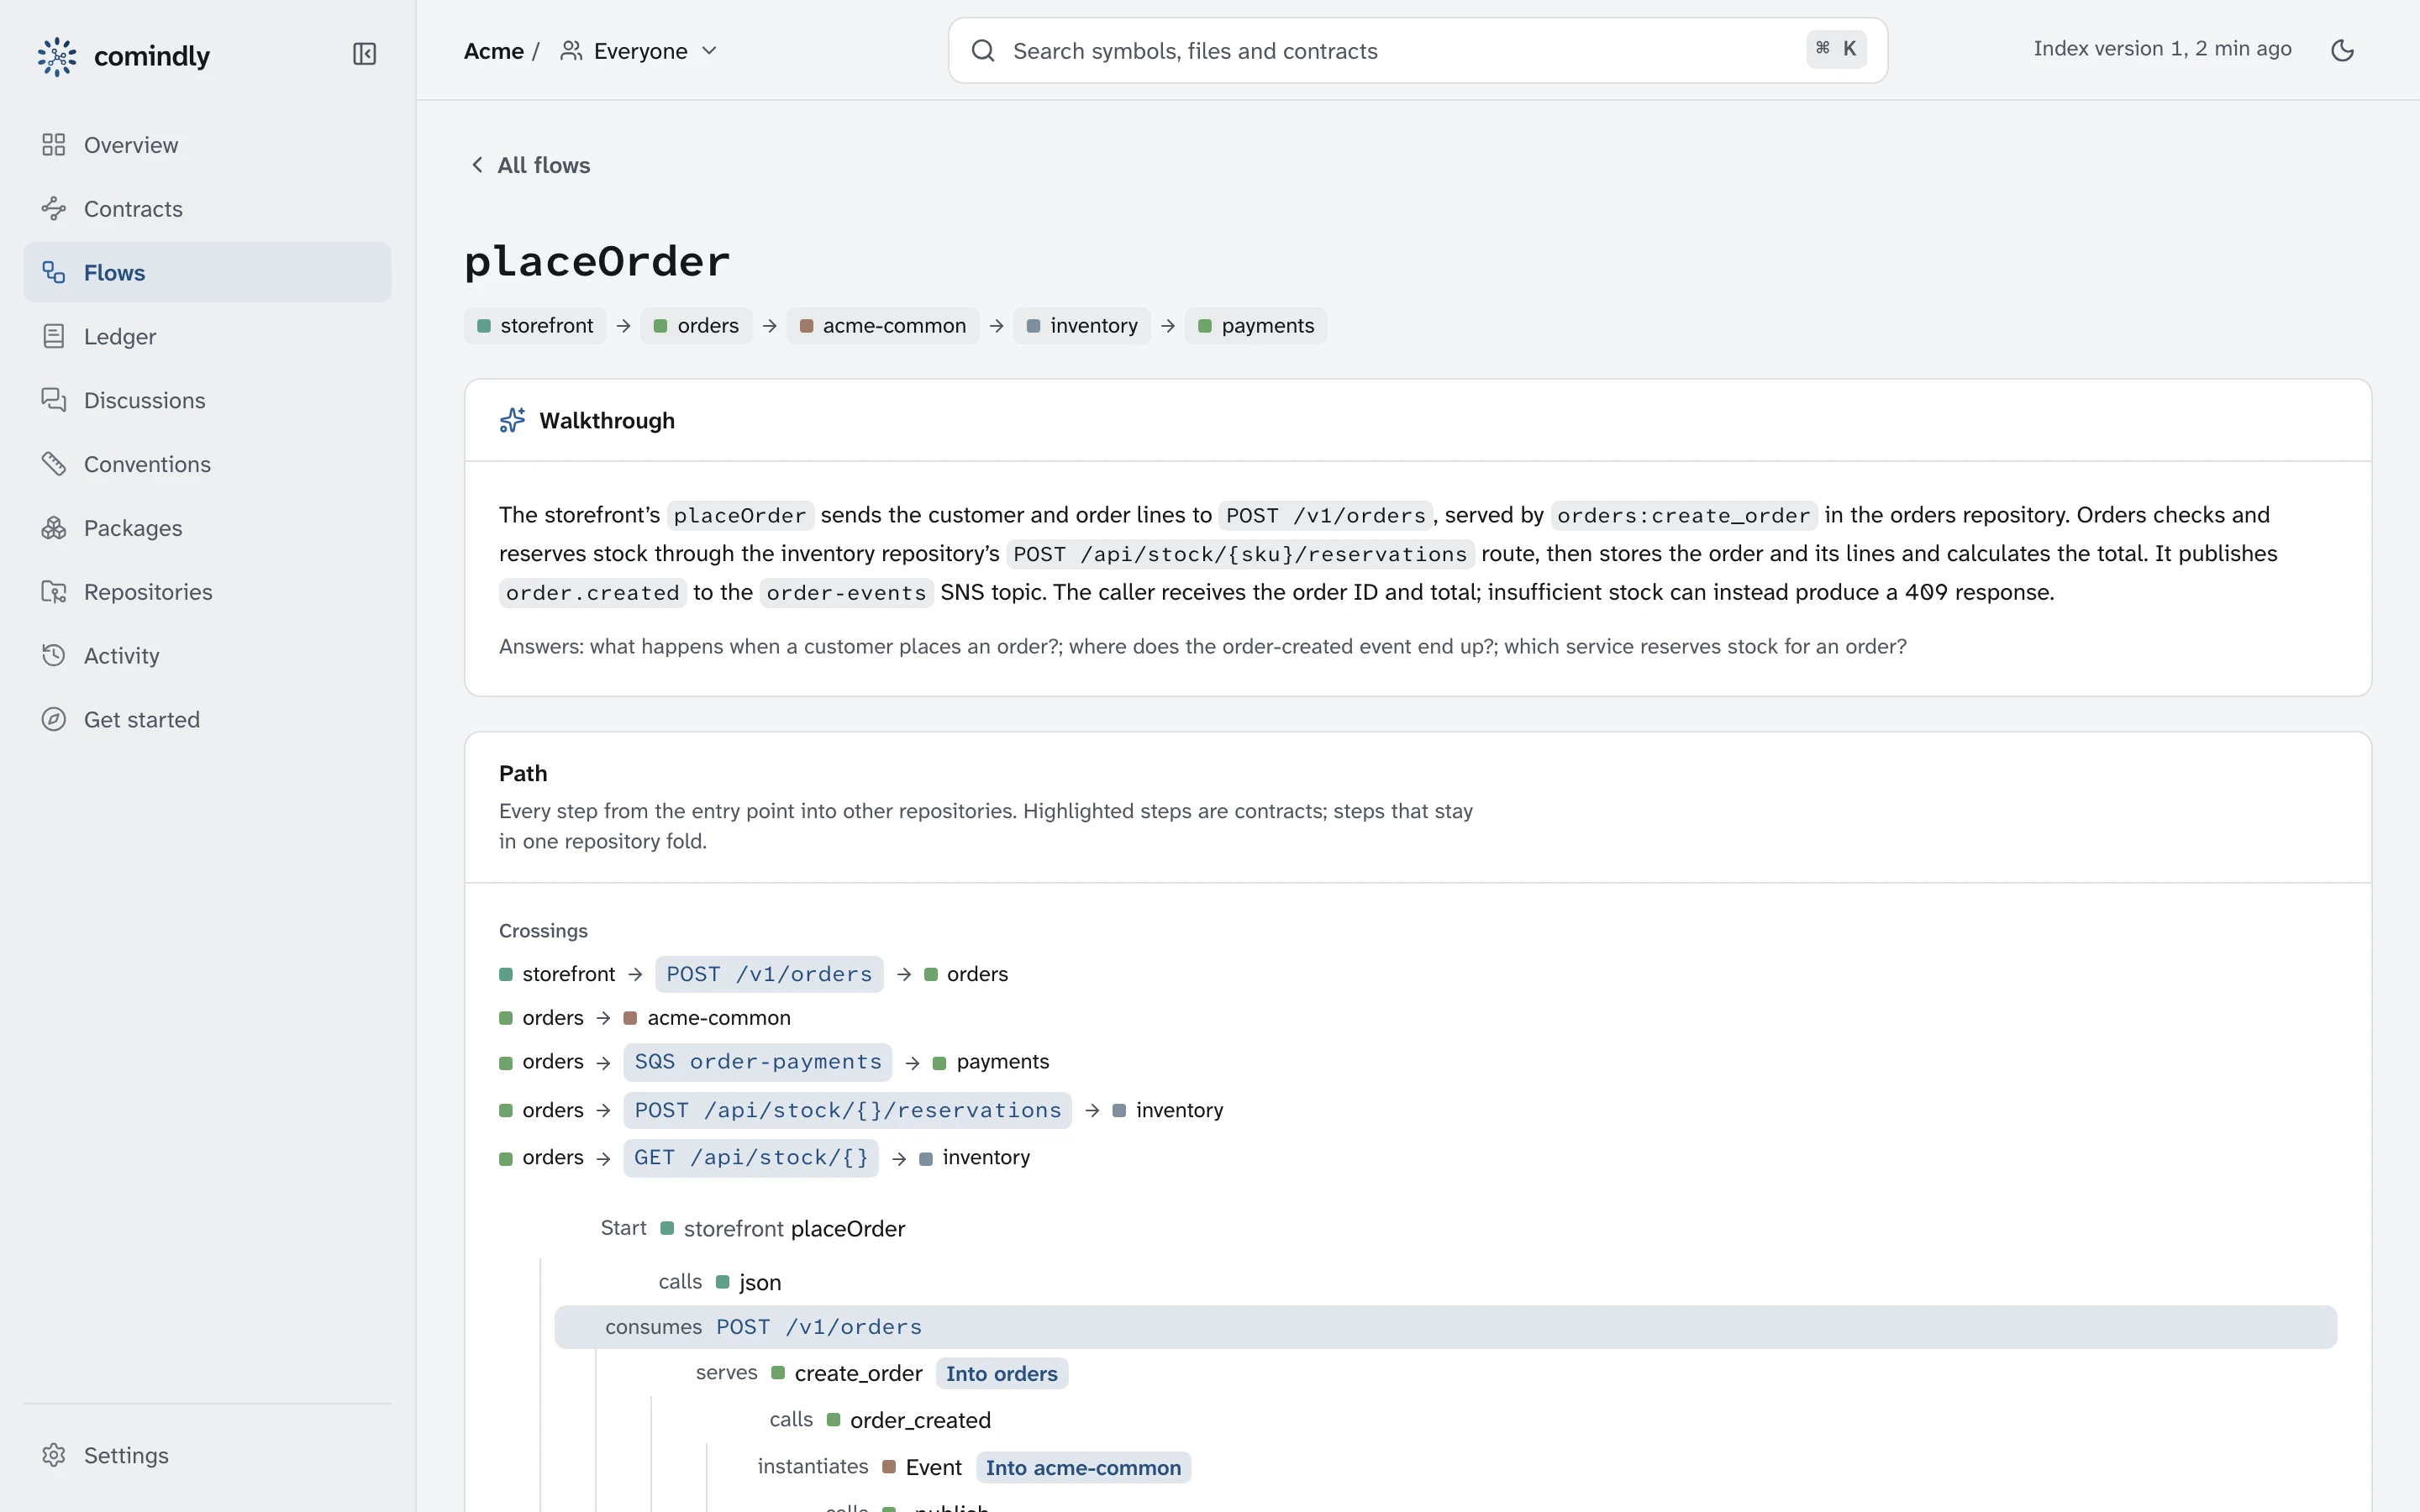 comindly
Acme / Everyone
Search symbols, files and contracts
⌘ K
Index version 1, 2 min ago
Overview
Contracts
Flows
Ledger
Discussions
Conventions
Packages
Repositories
Activity
Get started
Settings
All flows
placeOrder
storefront → orders → acme-common → inventory → payments
Walkthrough
The storefront’s placeOrder sends the customer and order lines to POST /v1/orders, served by orders:create_order in the orders repository. Orders checks and
reserves stock through the inventory repository’s POST /api/stock/{sku}/reservations route, then stores the order and its lines and calculates the total. It publishes
order.created to the order-events SNS topic. The caller receives the order ID and total; insufficient stock can instead produce a 409 response.
Answers: what happens when a customer places an order?; where does the order-created event end up?; which service reserves stock for an order?
Path
Every step from the entry point into other repositories. Highlighted steps are contracts; steps that stay
in one repository fold.
Crossings
storefront → POST /v1/orders → orders
orders → acme-common
orders → SQS order-payments → payments
orders → POST /api/stock/{}/reservations → inventory
orders → GET /api/stock/{} → inventory
Start storefront placeOrder
calls json
consumes POST /v1/orders
serves create_order Into orders
calls order_created
instantiates Event Into acme-common